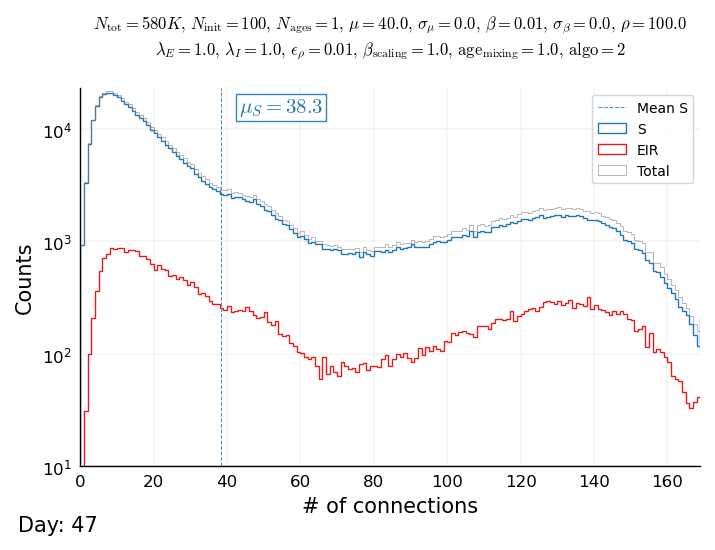 N_tot = 580K, N_init = 100, N_ages = 1, μ = 40.0, σ_μ = 0.0, β = 0.01, σ_β = 0.0, ρ = 100.0
λ_E = 1.0, λ_I = 1.0, ϵ_ρ = 0.01, β_scaling = 1.0, age_mixing = 1.0, algo = 2
μ_S = 38.3
Mean S
S
EIR
Total
Counts
10^4
10^3
10^2
10^1
0 20 40 60 80 100 120 140 160
# of connections
Day: 47